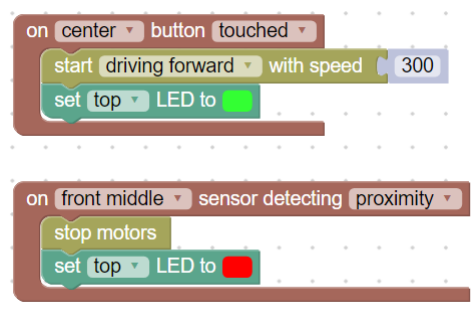 on center button touched
start driving forward with speed 300
set top LED to
on front middle sensor detecting proximity
stop motors
set top LED to